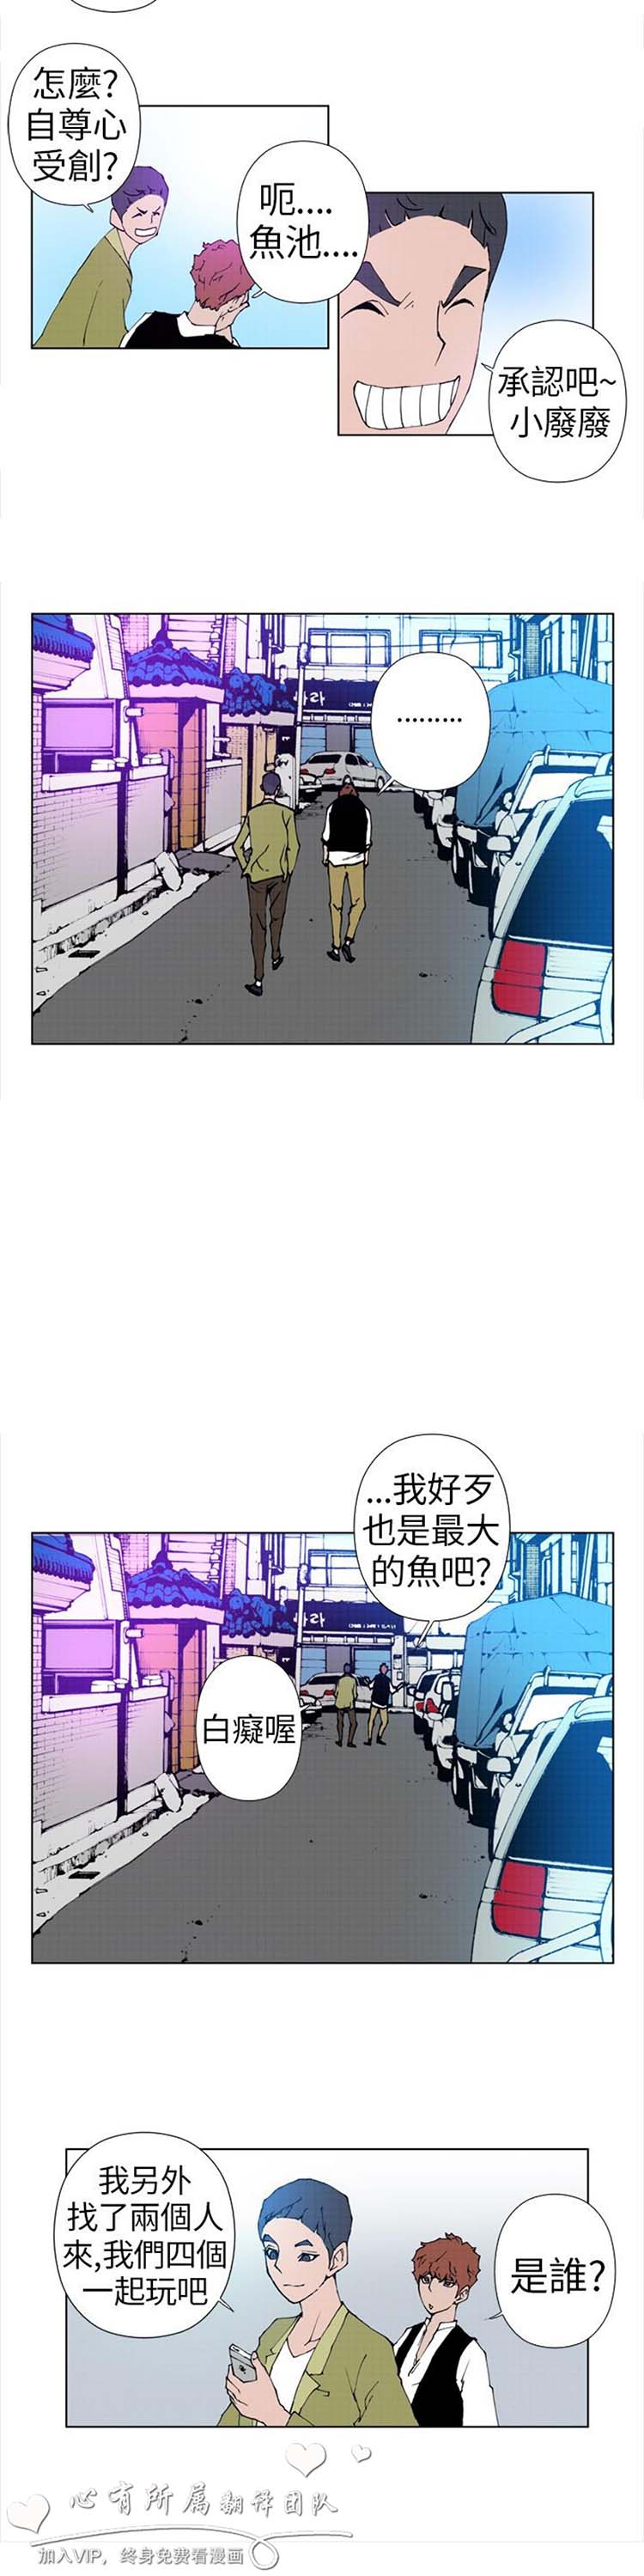 怎麼?
自尊心
受創?
呃....
魚池....
承認吧~
小廢廢
.........
라
...我好歹
也是最大
的魚吧?
라
白癡喔
我另外
找了兩個人
來,我們四個
一起玩吧
是誰?
心有所属翻译团队
加入VIP，终身免费看漫画